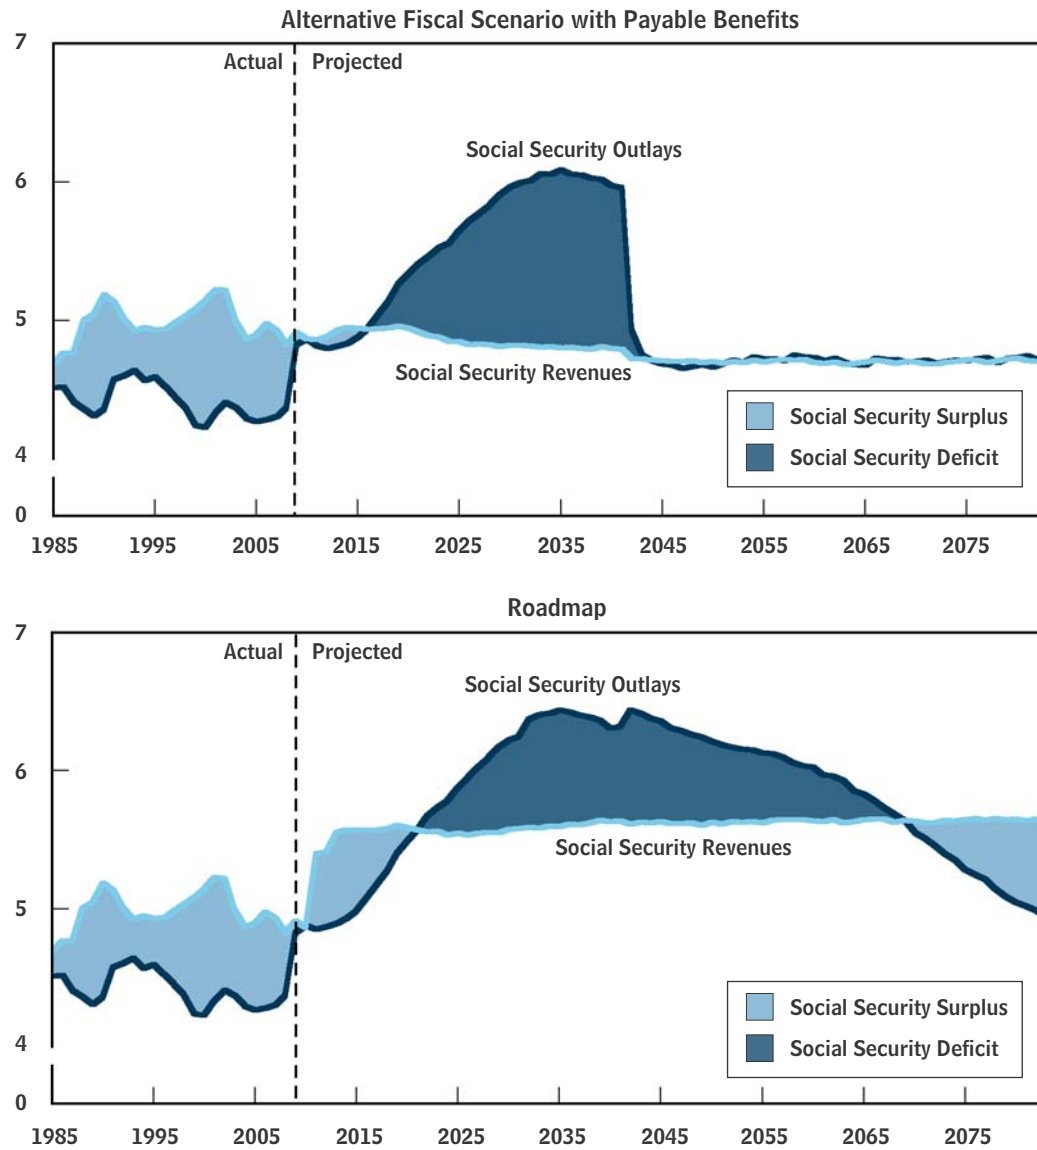 Alternative Fiscal Scenario with Payable Benefits
7
Actual
Projected
Social Security Outlays
6
5
Social Security Revenues
Social Security Surplus
Social Security Deficit
4
0
1985 1995 2005 2015 2025 2035 2045 2055 2065 2075
Roadmap
7
Actual
Projected
Social Security Outlays
6
Social Security Revenues
5
Social Security Surplus
Social Security Deficit
4
0
1985 1995 2005 2015 2025 2035 2045 2055 2065 2075